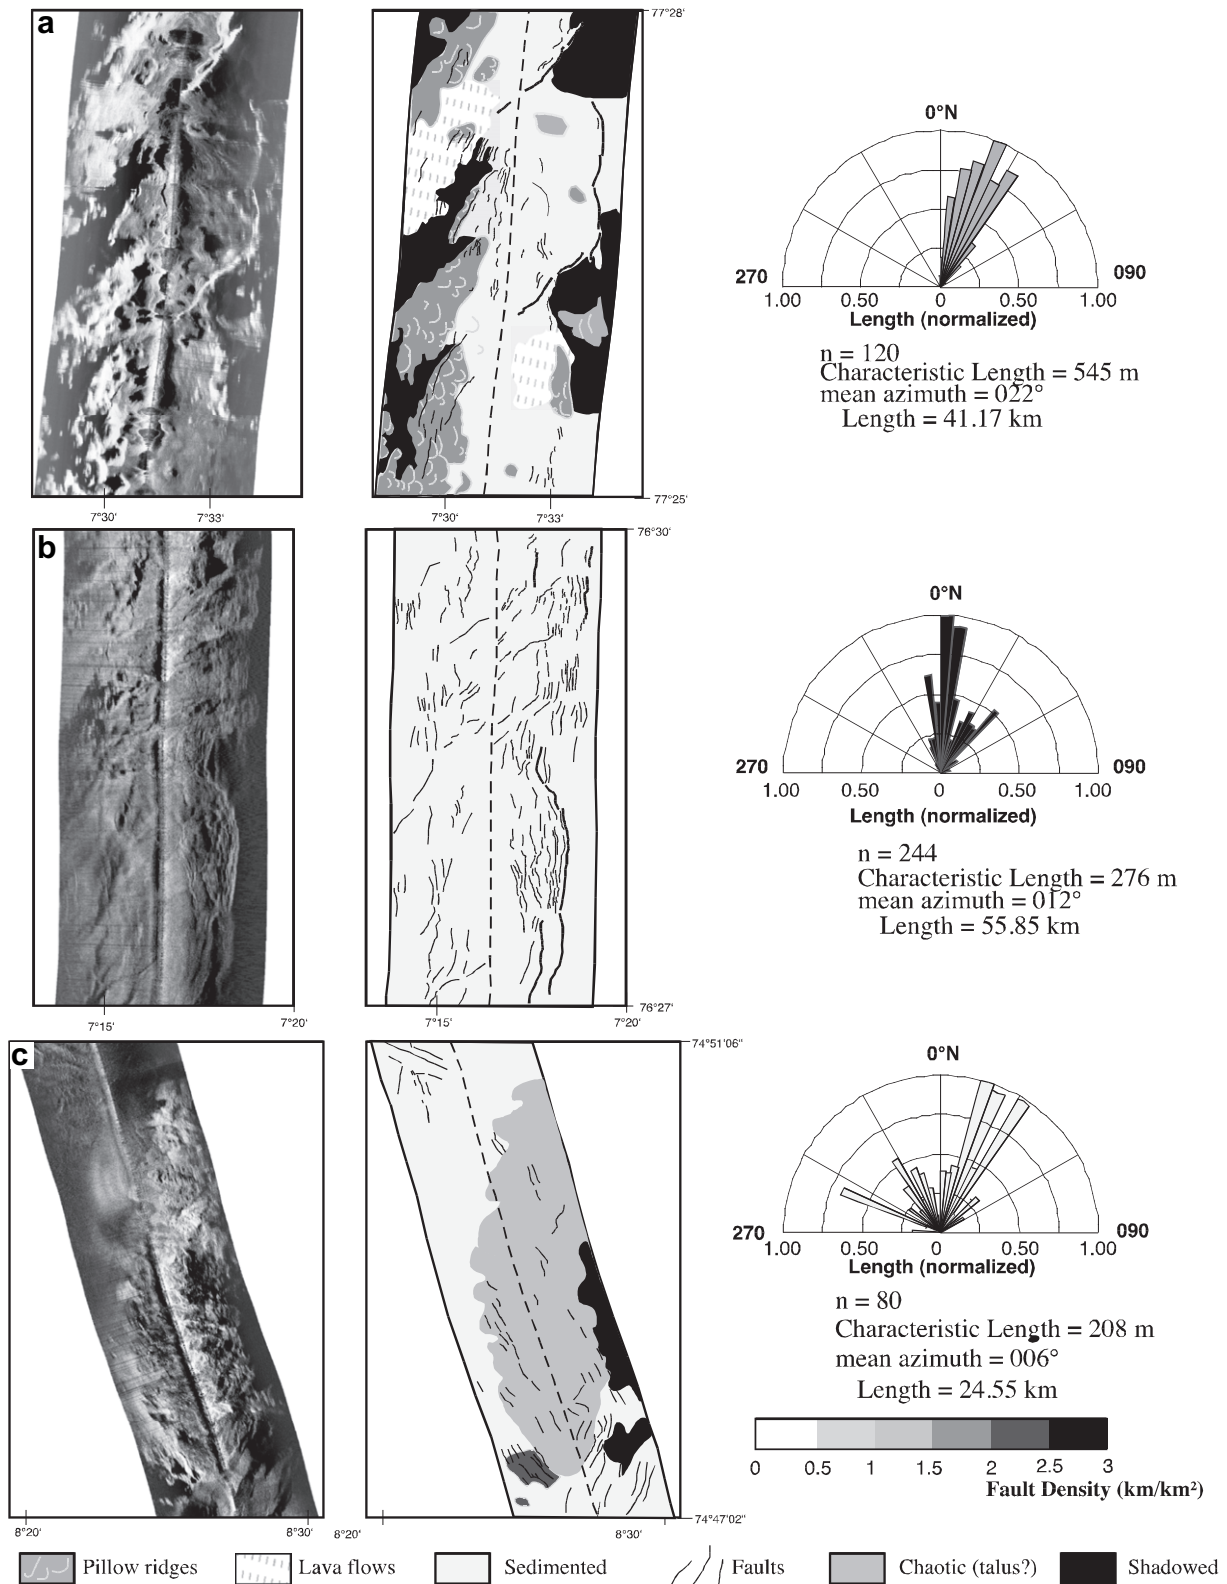 a
77°28'
77°25'
7°30'
7°33'
7°30'
7°33'
0°N
270
090
1.00
0.50
0
0.50
1.00
Length (normalized)
n = 120
Characteristic Length = 545 m
mean azimuth = 022°
Length = 41.17 km
b
76°30'
76°27'
7°15'
7°20'
7°15'
7°20'
0°N
270
090
1.00
0.50
0
0.50
1.00
Length (normalized)
n = 244
Characteristic Length = 276 m
mean azimuth = 012°
Length = 55.85 km
c
74°51'06"
74°47'02"
8°20'
8°30'
8°20'
8°30'
0°N
270
090
1.00
0.50
0
0.50
1.00
Length (normalized)
n = 80
Characteristic Length = 208 m
mean azimuth = 006°
Length = 24.55 km
0
0.5
1
1.5
2
2.5
3
Fault Density (km/km²)
Pillow ridges
Lava flows
Sedimented
Faults
Chaotic (talus?)
Shadowed